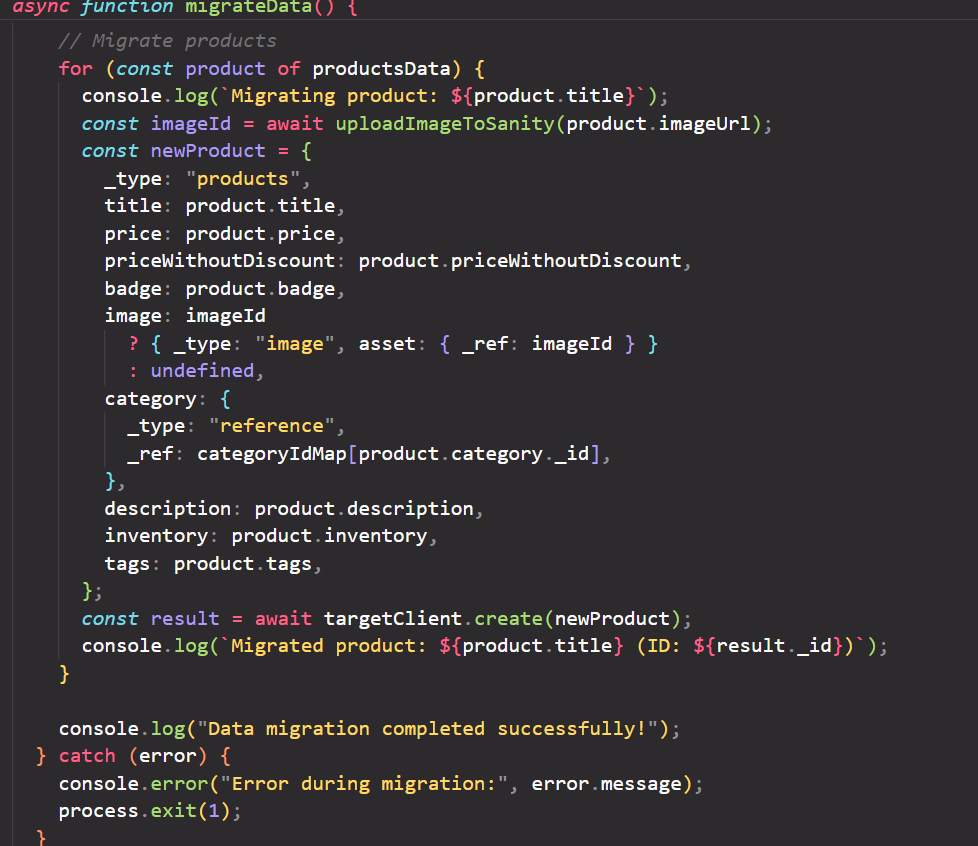 async function migrateData() {
// Migrate products
for (const product of productsData) {
console.log(`Migrating product: ${product.title}`);
const imageId = await uploadImageToSanity(product.imageUrl);
const newProduct = {
_type: "products",
title: product.title,
price: product.price,
priceWithoutDiscount: product.priceWithoutDiscount,
badge: product.badge,
image: imageId
? { _type: "image", asset: { _ref: imageId } }
: undefined,
category: {
_type: "reference",
_ref: categoryIdMap[product.category._id],
},
description: product.description,
inventory: product.inventory,
tags: product.tags,
};
const result = await targetClient.create(newProduct);
console.log(`Migrated product: ${product.title} (ID: ${result._id})`);
}
console.log("Data migration completed successfully!");
} catch (error) {
console.error("Error during migration:", error.message);
process.exit(1);
}